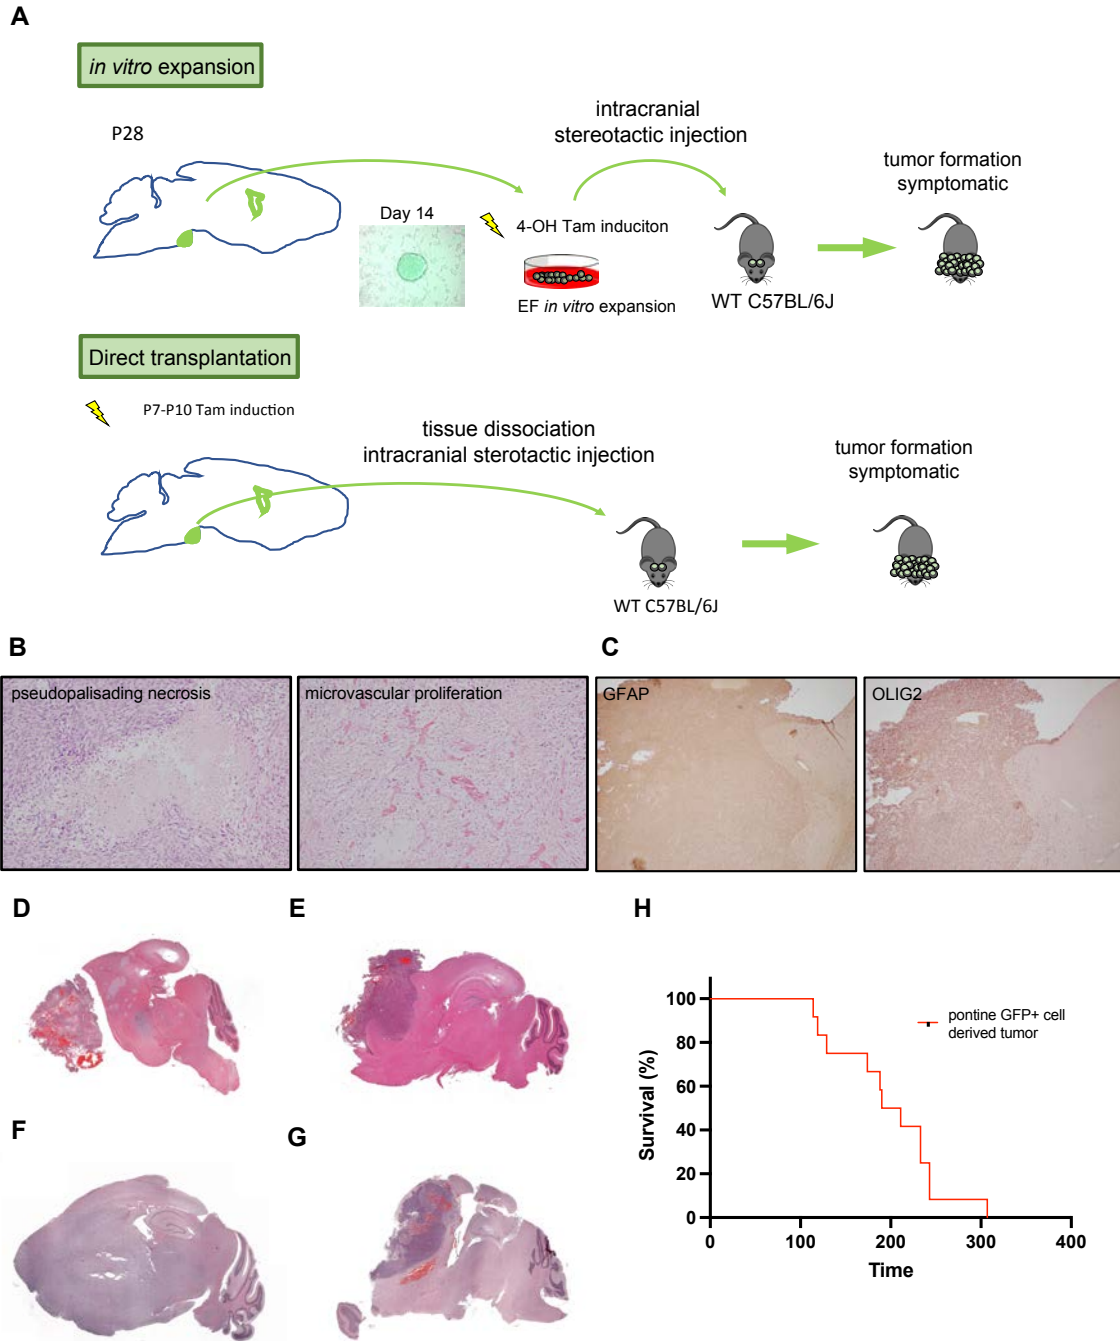 A
in vitro expansion
P28
intracranial
stereotactic injection
tumor formation
symptomatic
Day 14
4-OH Tam induciton
EF in vitro expansion
WT C57BL/6J
Direct transplantation
P7-P10 Tam induction
tissue dissociation
intracranial sterotactic injection
tumor formation
symptomatic
WT C57BL/6J
B
pseudopalisading necrosis
microvascular proliferation
C
GFAP
OLIG2
D
E
F
G
H
Survival (%)
100
80
60
40
20
0
0 100 200 300 400
Time
pontine GFP+ cell
derived tumor